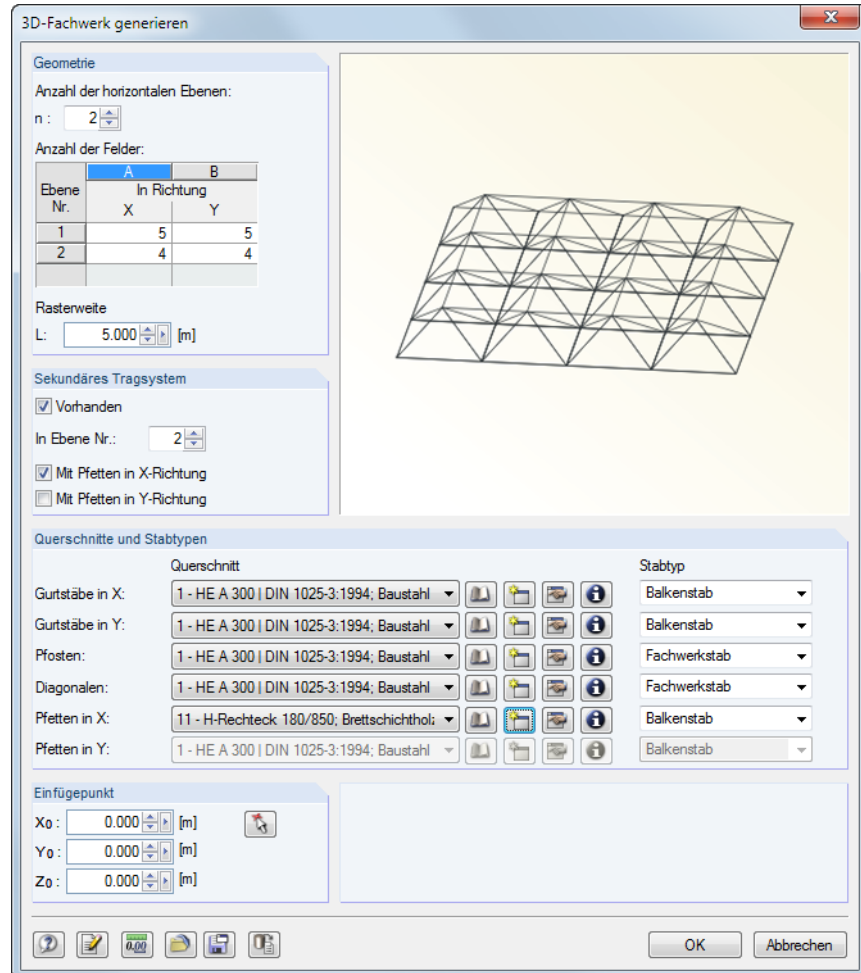 3D-Fachwerk generieren
Geometrie
Anzahl der horizontalen Ebenen:
n : 2
Anzahl der Felder:
A B
Ebene Nr. In Richtung
X Y
1 5 5
2 4 4
Rasterweite
L: 5.000 [m]
Sekundäres Tragsystem
Vorhanden
In Ebene Nr.: 2
Mit Pfetten in X-Richtung
Mit Pfetten in Y-Richtung
Querschnitte und Stabtypen
Querschnitt Stabtyp
Gurtstäbe in X: 1 - HE A 300 | DIN 1025-3:1994; Baustahl Balkenstab
Gurtstäbe in Y: 1 - HE A 300 | DIN 1025-3:1994; Baustahl Balkenstab
Pfosten: 1 - HE A 300 | DIN 1025-3:1994; Baustahl Fachwerkstab
Diagonalen: 1 - HE A 300 | DIN 1025-3:1994; Baustahl Fachwerkstab
Pfetten in X: 11 - H-Rechteck 180/850; Brettschichtholz Balkenstab
Pfetten in Y: 1 - HE A 300 | DIN 1025-3:1994; Baustahl Balkenstab
Einfügepunkt
X0 : 0.000 [m]
Y0 : 0.000 [m]
Z0 : 0.000 [m]
0.00
OK Abbrechen